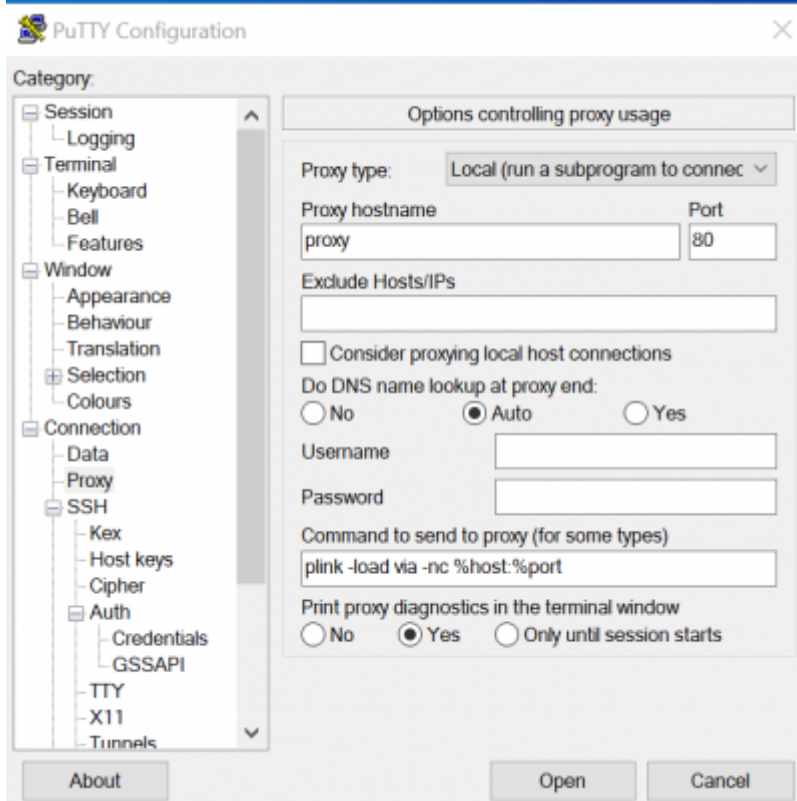 PuTTY Configuration
Category:
Session
Logging
Terminal
Keyboard
Bell
Features
Window
Appearance
Behaviour
Translation
Selection
Colours
Connection
Data
Proxy
SSH
Kex
Host keys
Cipher
Auth
Credentials
GSSAPI
TTY
X11
Tunnels
Options controlling proxy usage
Proxy type: Local (run a subprogram to connec
Proxy hostname Port
proxy 80
Exclude Hosts/IPs
Consider proxying local host connections
Do DNS name lookup at proxy end:
No Auto Yes
Username
Password
Command to send to proxy (for some types)
plink -load via -nc %host:%port
Print proxy diagnostics in the terminal window
No Yes Only until session starts
About Open Cancel